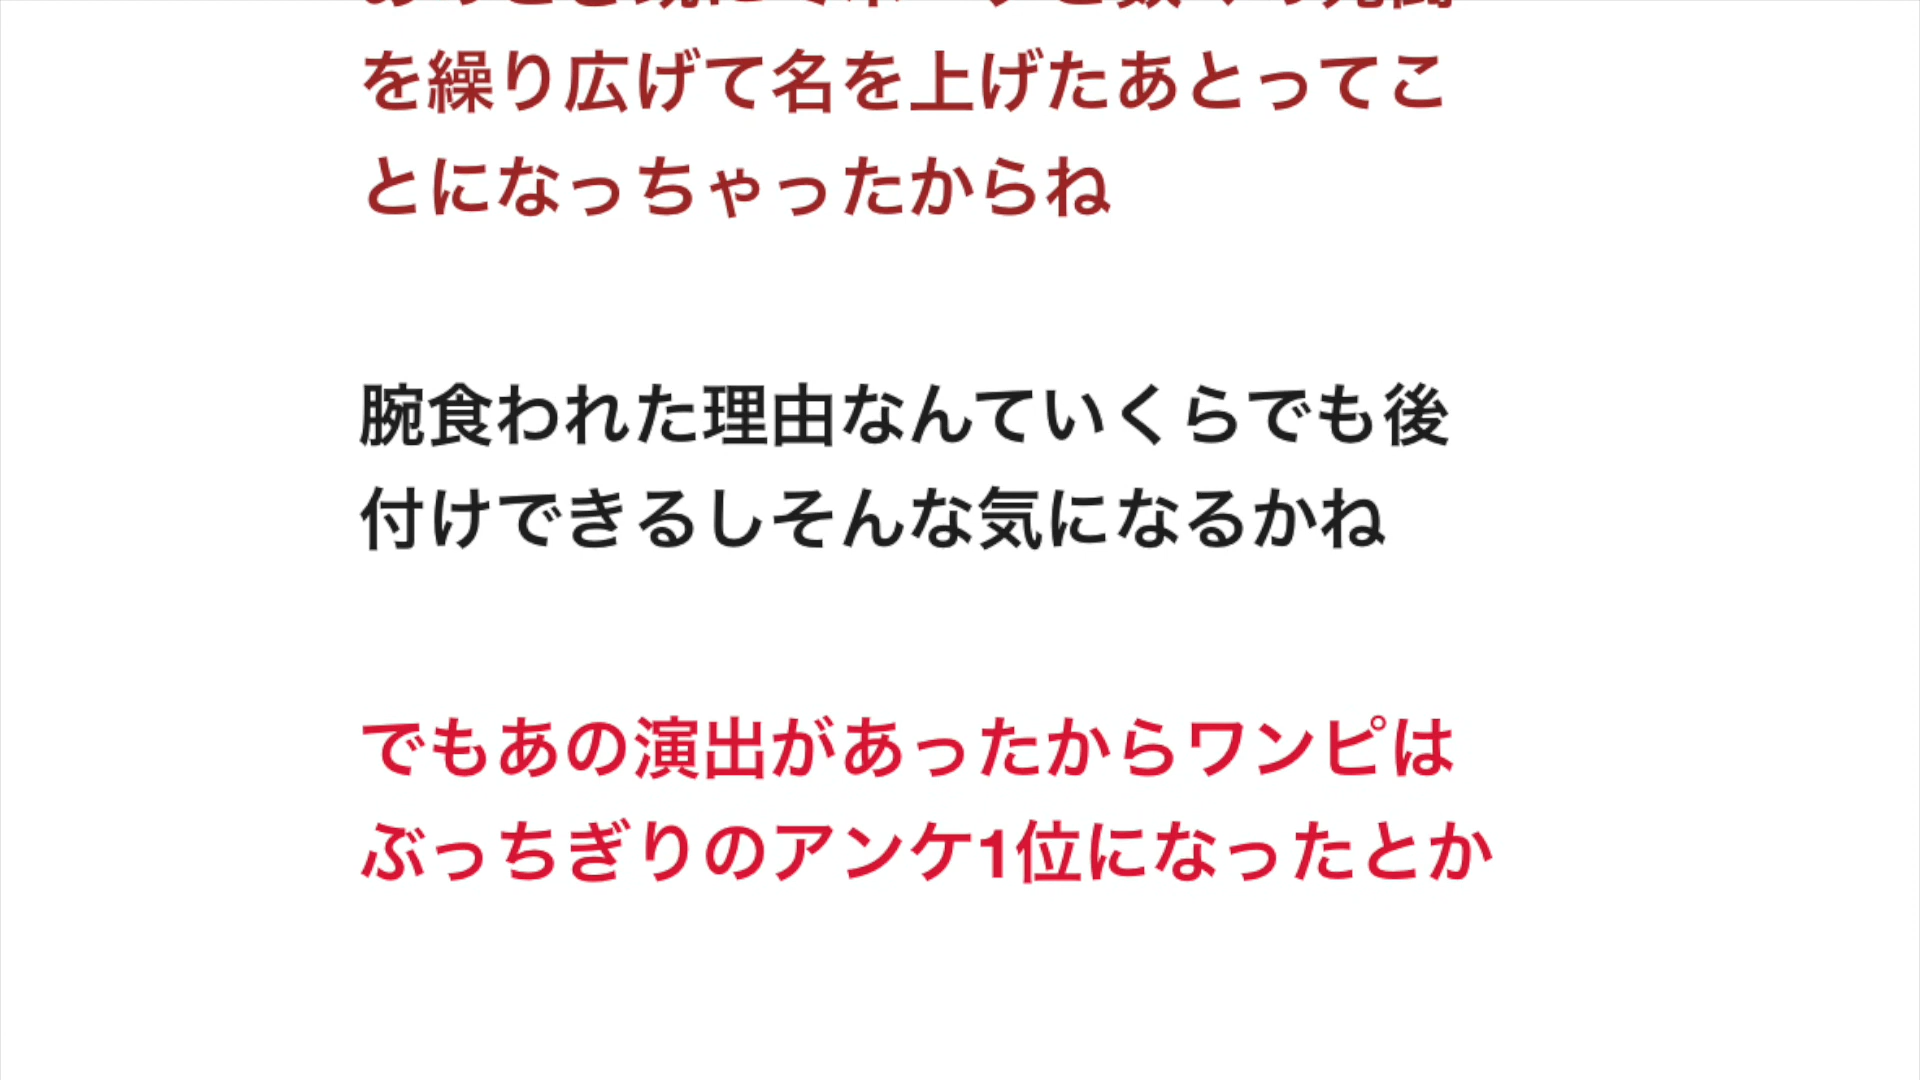 を繰り広げて名を上げたあとってこ
とになっちゃったからね
腕食われた理由なんていくらでも後
付けできるしそんな気になるかね
でもあの演出があったからワンピは
ぶっちぎりのアンケ1位になったとか